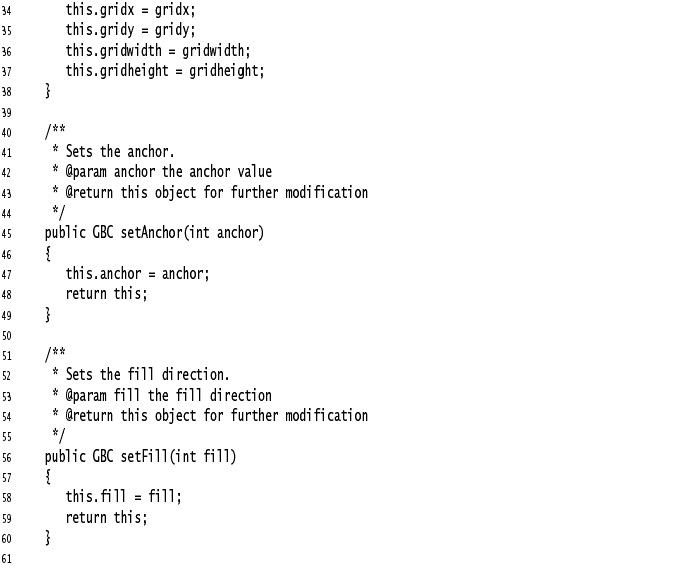 34 this.gridx = gridx;
35 this.gridy = gridy;
36 this.gridwidth = gridwidth;
37 this.gridheight = gridheight;
38 }
39
40 /**
41 * Sets the anchor.
42 * @param anchor the anchor value
43 * @return this object for further modification
44 */
45 public GBC setAnchor(int anchor)
46 {
47 this.anchor = anchor;
48 return this;
49 }
50
51 /**
52 * Sets the fill direction.
53 * @param fill the fill direction
54 * @return this object for further modification
55 */
56 public GBC setFill(int fill)
57 {
58 this.fill = fill;
59 return this;
60 }
61